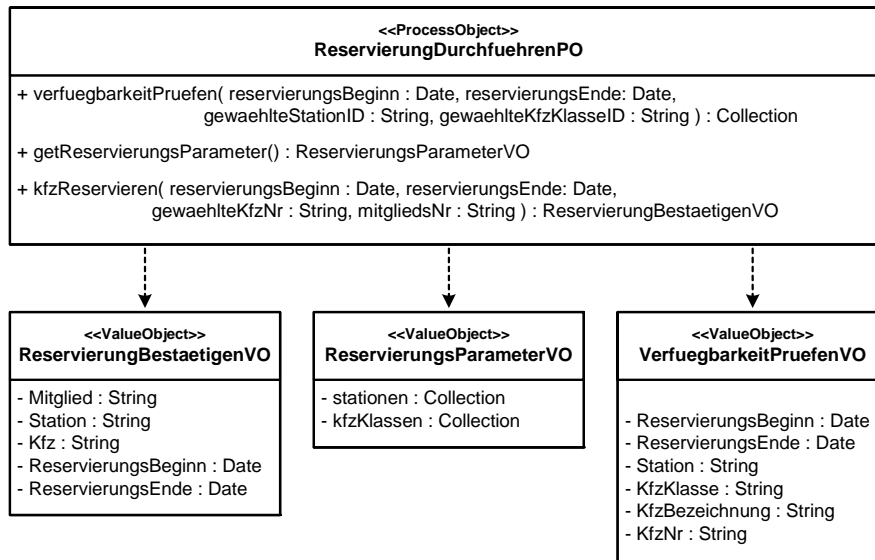 <<ProcessObject>>
ReservierungDurchfuehrenPO
+ verfuegbarkeitPruefen( reservierungsBeginn : Date, reservierungsEnde: Date,
gewaehlteStationID : String, gewaehlteKfzKlasseID : String ) : Collection
+ getReservierungsParameter() : ReservierungsParameterVO
+ kfzReservieren( reservierungsBeginn : Date, reservierungsEnde: Date,
gewaehlteKfzNr : String, mitgliedsNr : String ) : ReservierungBestaetigenVO
<<ValueObject>>
ReservierungBestaetigenVO
- Mitglied : String
- Station : String
- Kfz : String
- ReservierungsBeginn : Date
- ReservierungsEnde : Date
<<ValueObject>>
ReservierungsParameterVO
- stationen : Collection
- kfzKlassen : Collection
<<ValueObject>>
VerfuegbarkeitPruefenVO
- ReservierungsBeginn : Date
- ReservierungsEnde : Date
- Station : String
- KfzKlasse : String
- KfzBezeichnung : String
- KfzNr : String